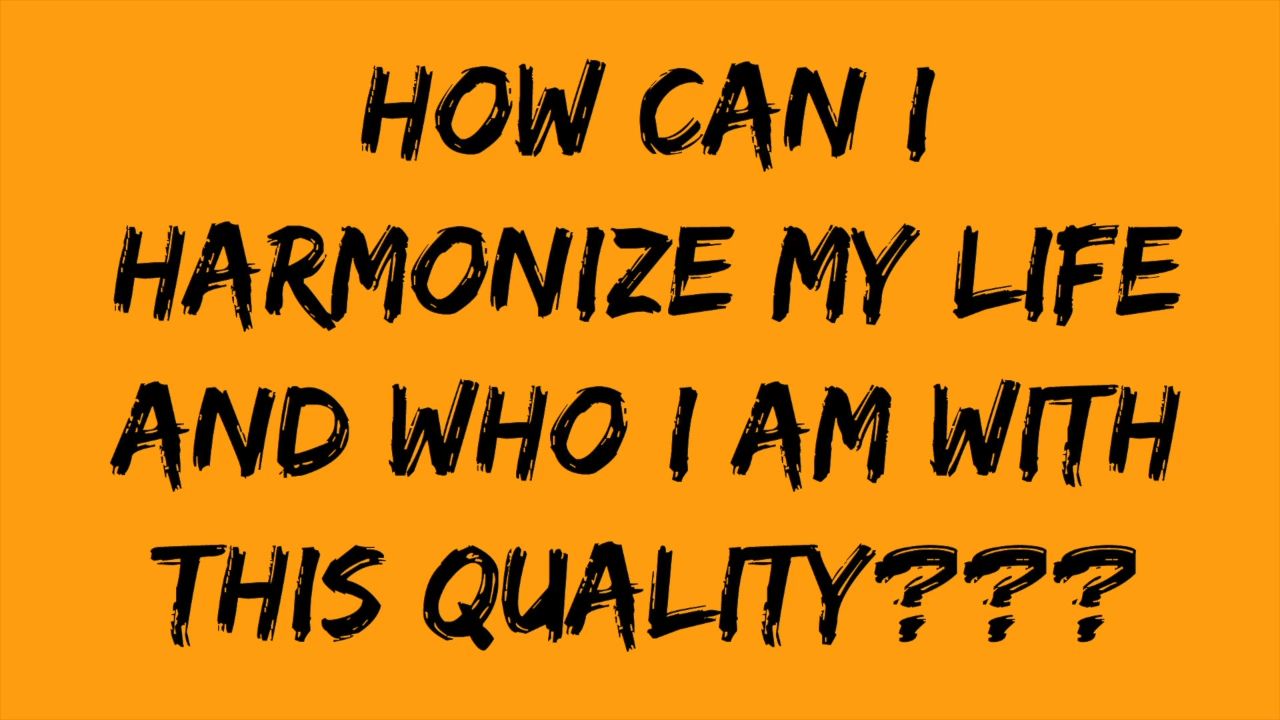 HOW CAN I
HARMONIZE MY LIFE
AND WHO I AM WITH
THIS QUALITY???